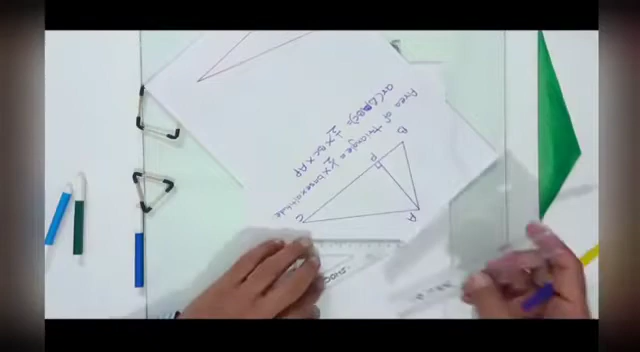 Area of triangle = ½ × base × altitude
ar(△ABC) = ½ × BC × AP
B
P
A
C